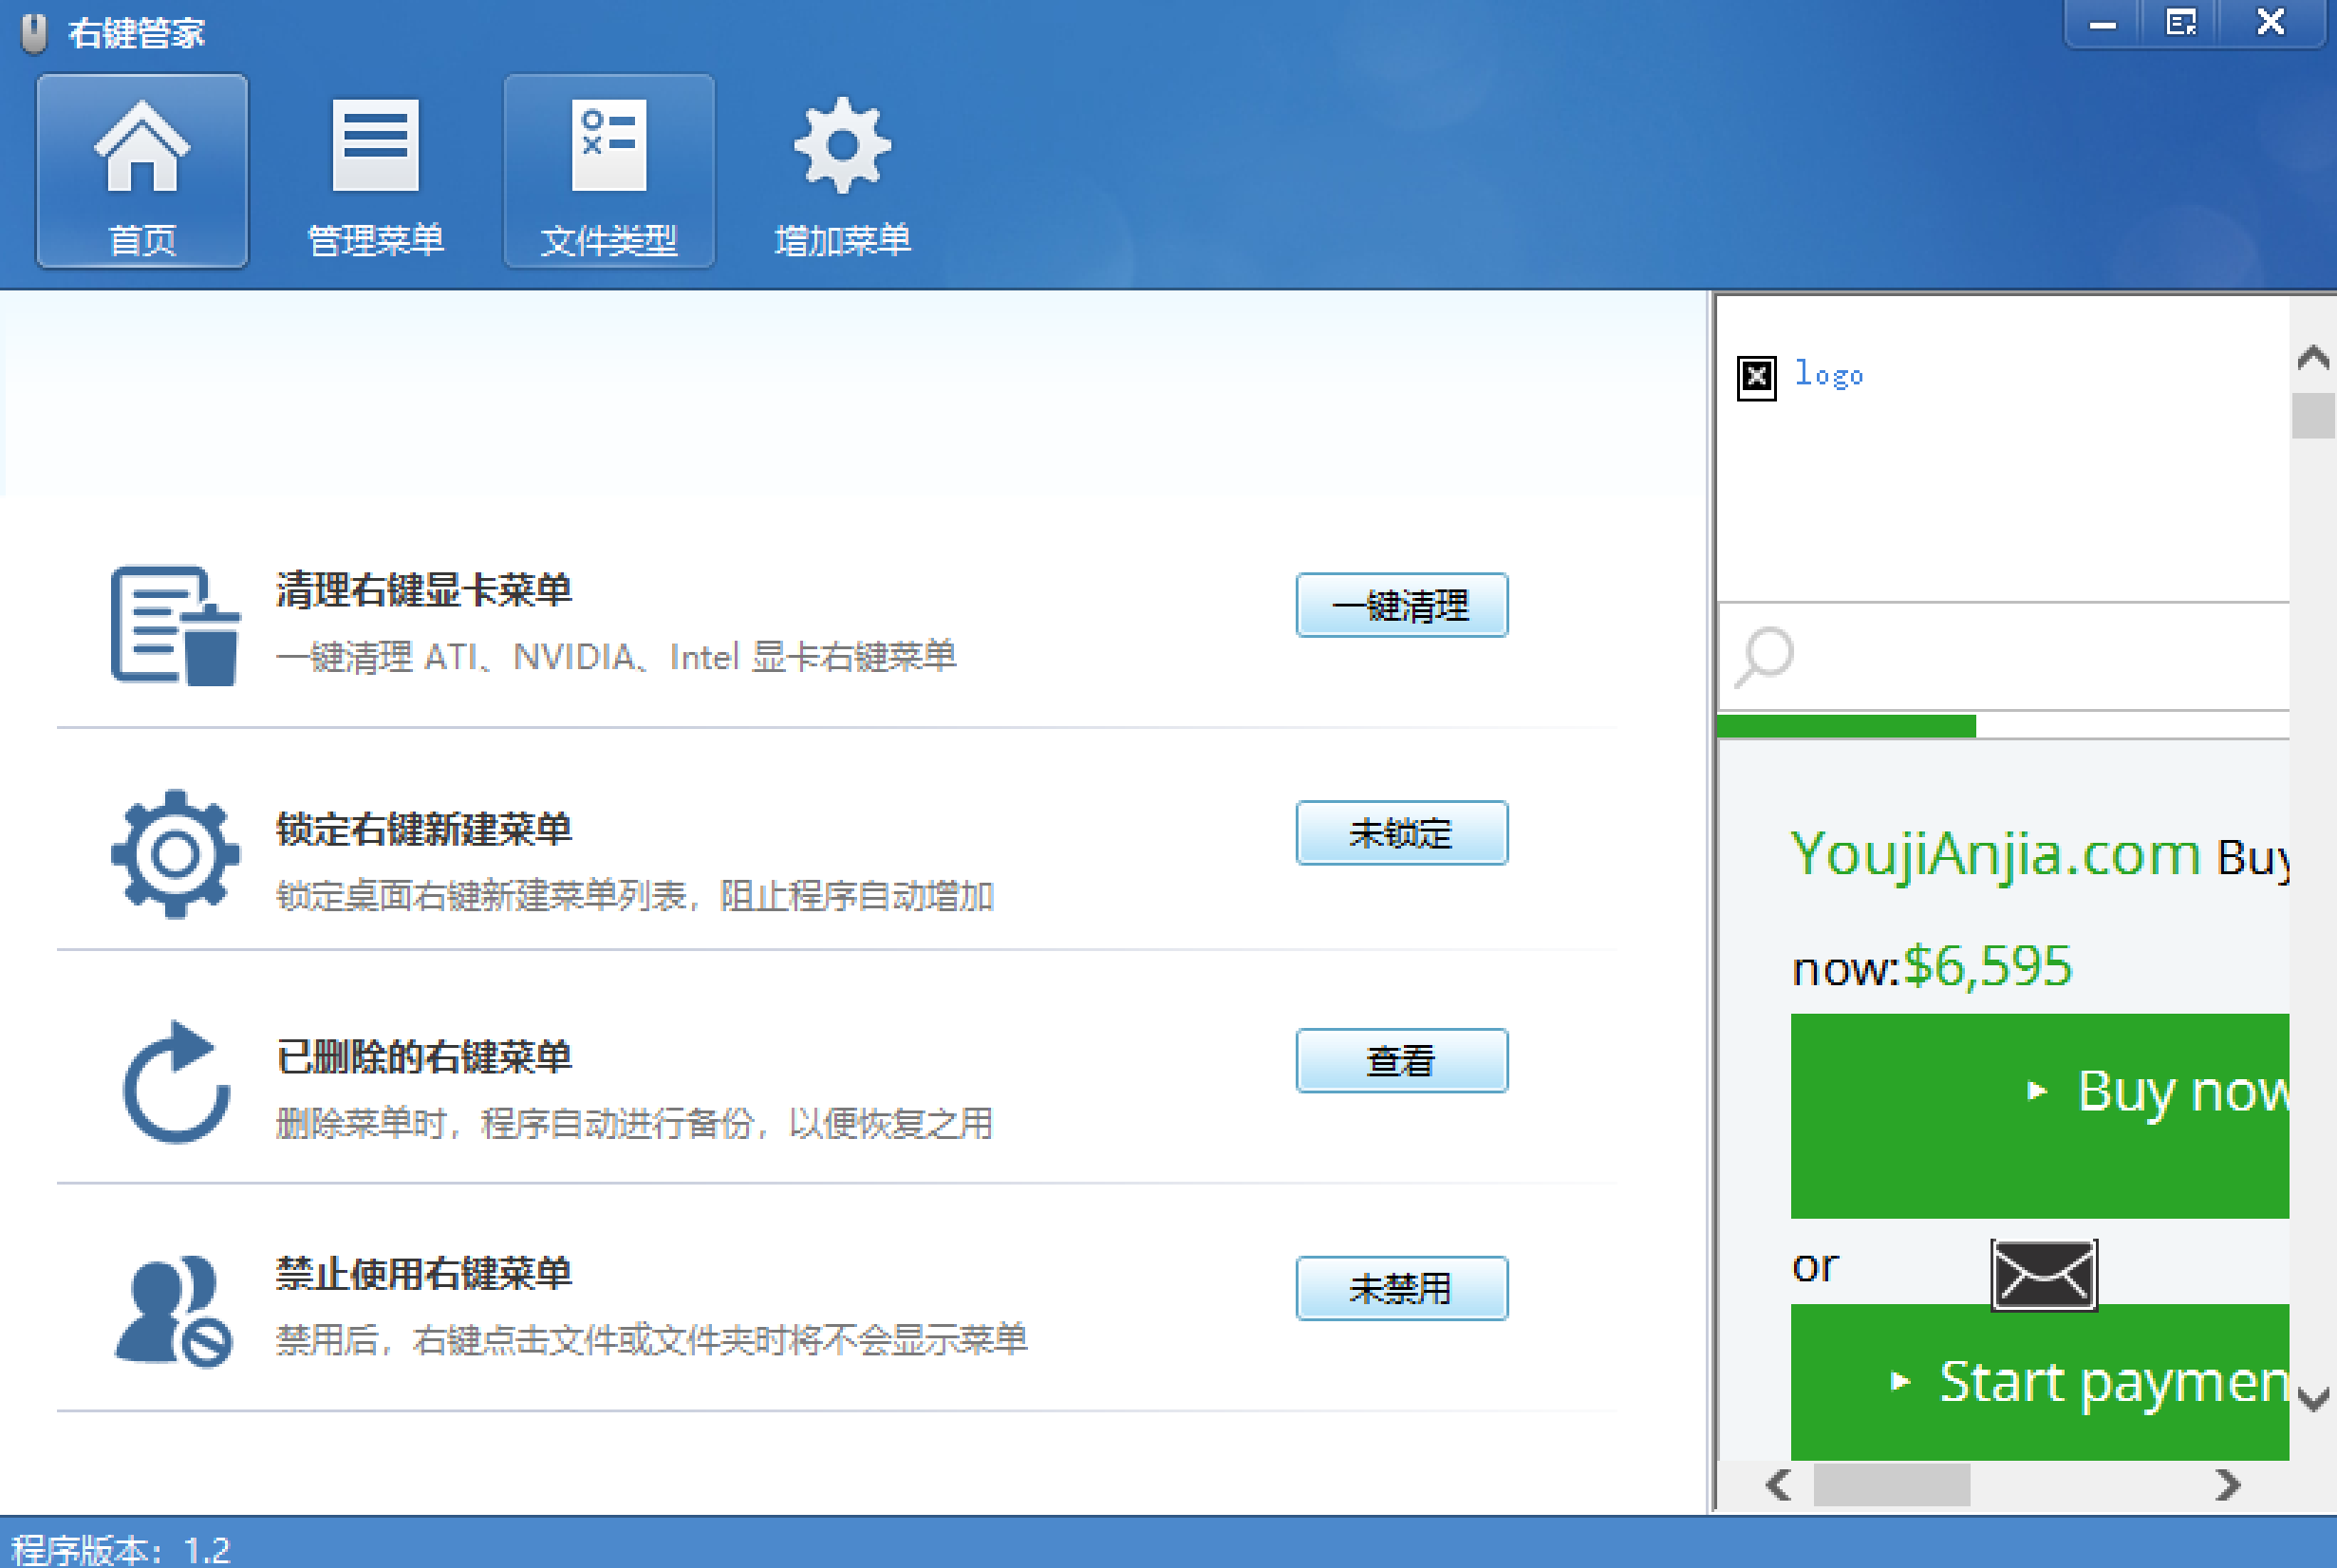 右键管家
首页
管理菜单
文件类型
增加菜单
清理右键显卡菜单
一键清理 ATI、NVIDIA、Intel 显卡右键菜单
一键清理
锁定右键新建菜单
锁定桌面右键新建菜单列表，阻止程序自动增加
未锁定
已删除的右键菜单
删除菜单时，程序自动进行备份，以便恢复之用
查看
禁止使用右键菜单
禁用后，右键点击文件或文件夹时将不会显示菜单
未禁用
logo
YoujiAnjia.com Buy
now:$6,595
Buy now
or
Start paymen
程序版本：1.2